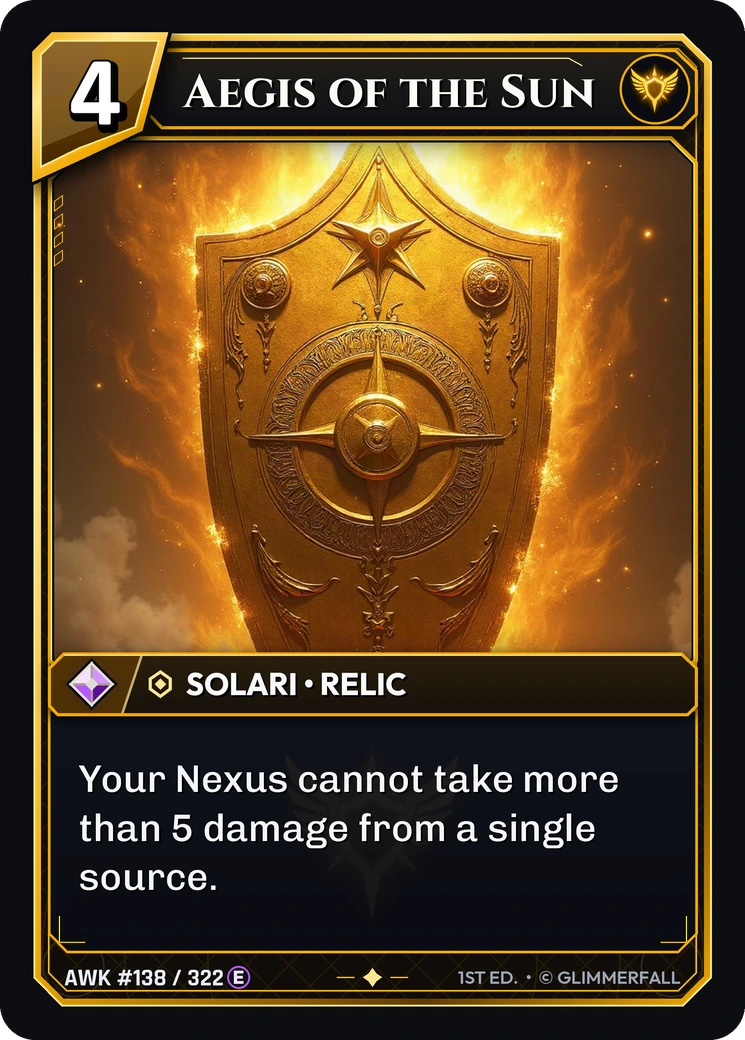 4
Aegis of the Sun
SOLARI • RELIC
Your Nexus cannot take more
than 5 damage from a single
source.
AWK #138 / 322 E
1ST ED. • © GLIMMERFALL